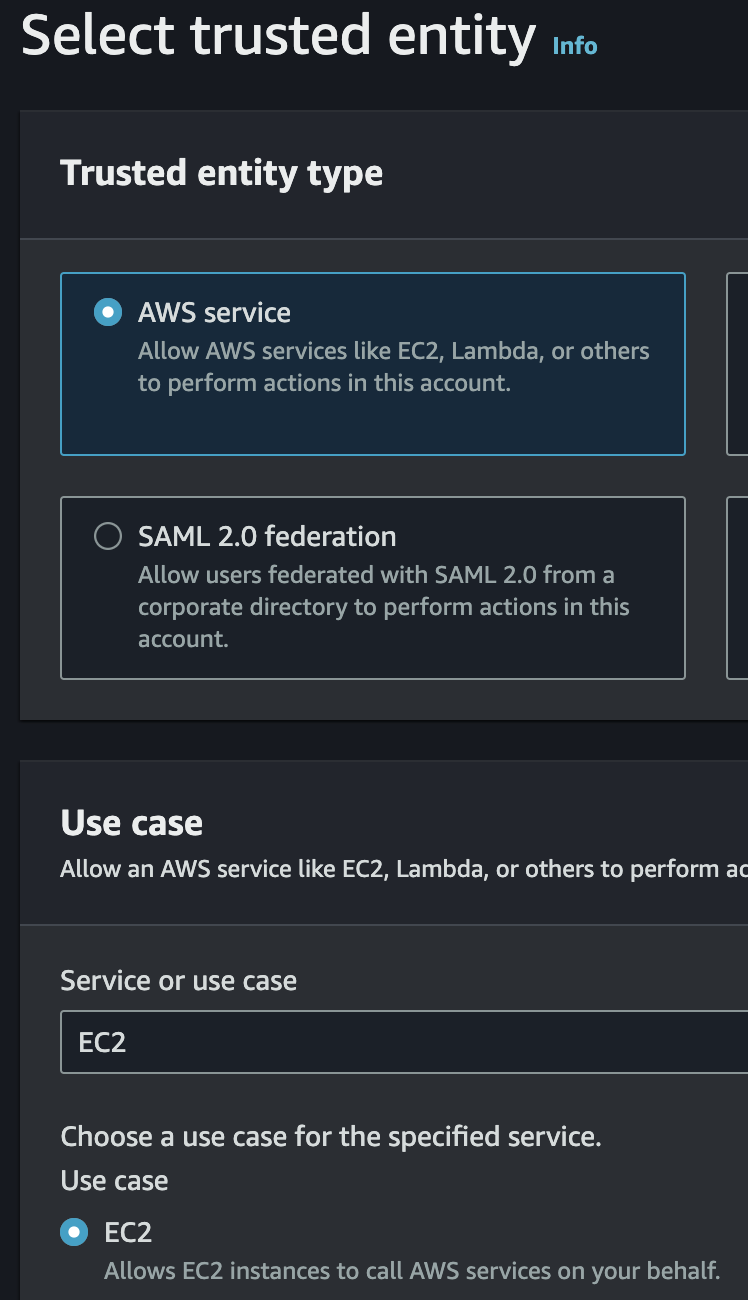 Select trusted entity Info
Trusted entity type
AWS service
Allow AWS services like EC2, Lambda, or others
to perform actions in this account.
SAML 2.0 federation
Allow users federated with SAML 2.0 from a
corporate directory to perform actions in this
account.
Use case
Allow an AWS service like EC2, Lambda, or others to perform ac
Service or use case
EC2
Choose a use case for the specified service.
Use case
EC2
Allows EC2 instances to call AWS services on your behalf.